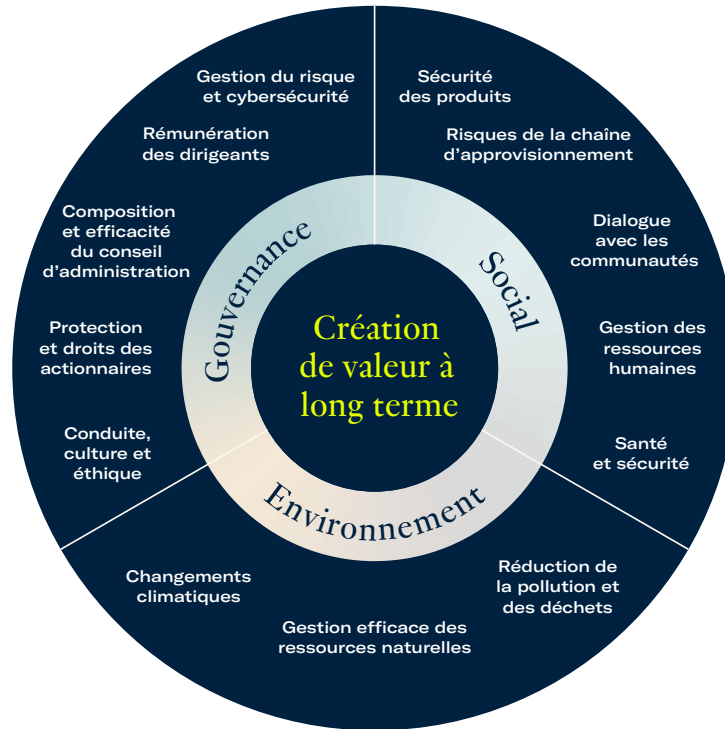 Gestion du risque
et cybersécurité
Rémunération
des dirigeants
Composition
et efficacité
du conseil
d’administration
Protection
et droits des
actionnaires
Conduite,
culture et
éthique
Gouvernance
Sécurité
des produits
Risques de la chaîne
d’approvisionnement
Dialogue
avec les
communautés
Gestion des
ressources
humaines
Santé
et sécurité
Social
Création
de valeur à
long terme
Environnement
Changements
climatiques
Gestion efficace des
ressources naturelles
Réduction de
la pollution et
des déchets